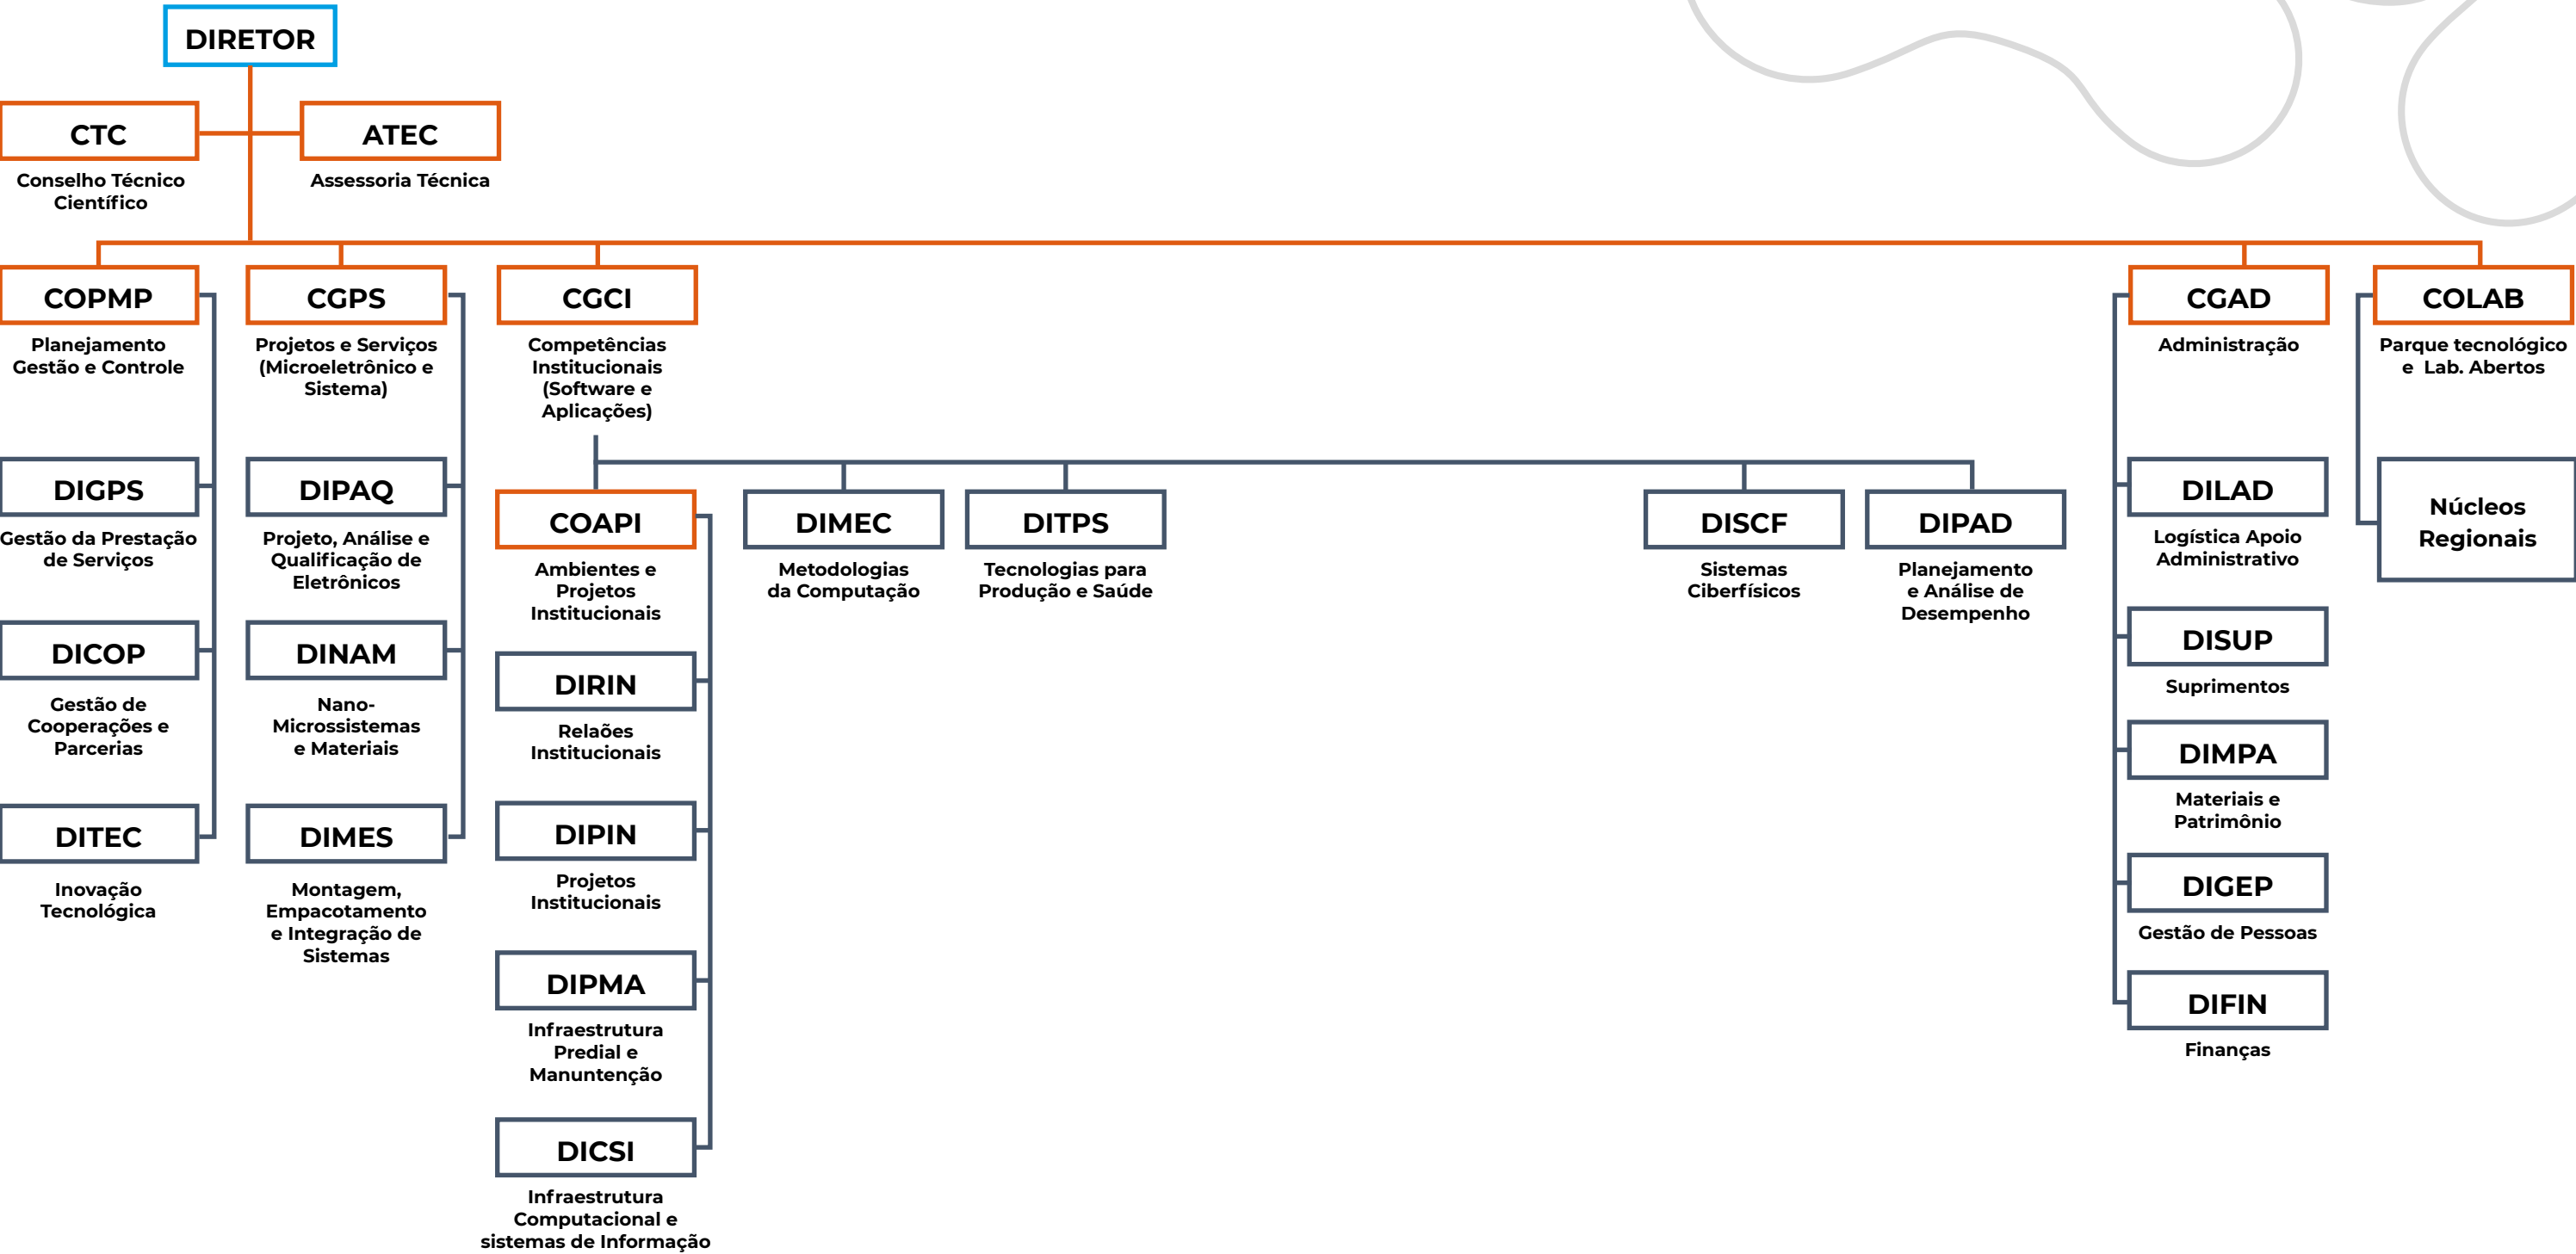 DIRETOR
CTC
Conselho Técnico
Científico
ATEC
Assessoria Técnica
COPMP
Planejamento
Gestão e Controle
DIGPS
Gestão da Prestação
de Serviços
DICOP
Gestão de
Cooperações e
Parcerias
DITEC
Inovação
Tecnológica
CGPS
Projetos e Serviços
(Microeletrônico e
Sistema)
DIPAQ
Projeto, Análise e
Qualificação de
Eletrônicos
DINAM
Nano-
Microssistemas
e Materiais
DIMES
Montagem,
Empacotamento
e Integração de
Sistemas
CGCI
Competências
Institucionais
(Software e
Aplicações)
COAPI
Ambientes e
Projetos
Institucionais
DIRIN
Relaões
Institucionais
DIPIN
Projetos
Institucionais
DIPMA
Infraestrutura
Predial e
Manuntenção
DICSI
Infraestrutura
Computacional e
sistemas de Informação
DIMEC
Metodologias
da Computação
DITPS
Tecnologias para
Produção e Saúde
DISCF
Sistemas
Ciberfísicos
DIPAD
Planejamento
e Análise de
Desempenho
CGAD
Administração
DILAD
Logística Apoio
Administrativo
DISUP
Suprimentos
DIMPA
Materiais e
Patrimônio
DIGEP
Gestão de Pessoas
DIFIN
Finanças
COLAB
Parque tecnológico
e Lab. Abertos
Núcleos
Regionais